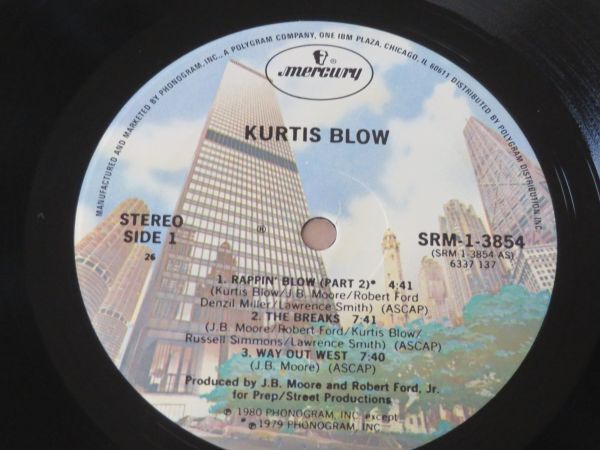 MANUFACTURED AND MARKETED BY PHONOGRAM, INC., A POLYGRAM COMPANY, ONE IBM PLAZA, CHICAGO, IL 60611 DISTRIBUTED BY POLYGRAM DISTRIBUTION, INC.
mercury
KURTIS BLOW
STEREO
SIDE 1
26
®
SRM-1-3854
(SRM 1-3854 AS)
6337 137
1. RAPPIN' BLOW (PART 2)* 4:41
(Kurtis Blow/J.B. Moore/Robert Ford
Denzil Miller/Lawrence Smith) (ASCAP)
2. THE BREAKS 7:41
(J.B. Moore/Robert Ford/Kurtis Blow/
Russell Simmons/Lawrence Smith) (ASCAP)
3. WAY OUT WEST 7:40
(J.B. Moore) (ASCAP)
Produced by J.B. Moore and Robert Ford, Jr.
for Prep/Street Productions
℗ 1980 PHONOGRAM, INC. except
*℗ 1979 PHONOGRAM, INC.